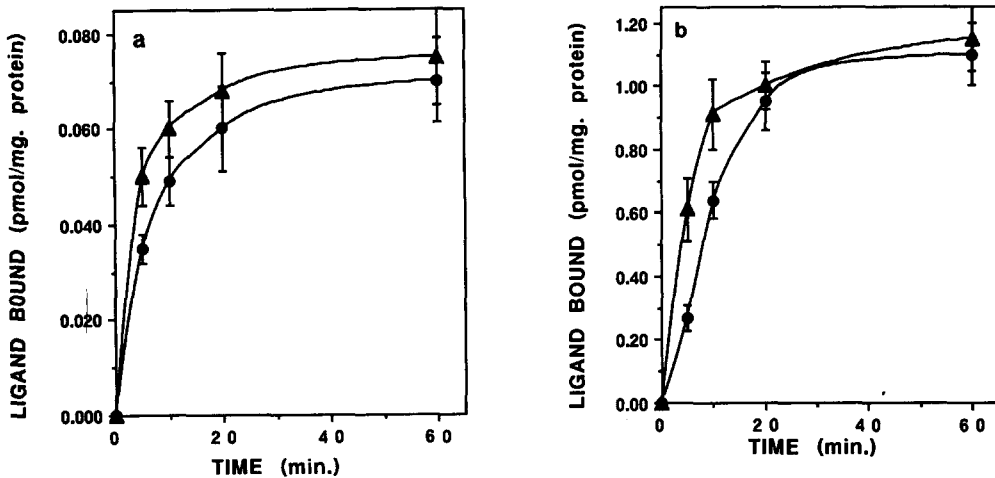 a
LIGAND BOUND (pmol/mg. protein)
0.080
0.060
0.040
0.020
0.000
0 20 40 60
TIME (min.)
b
LIGAND BOUND (pmol/mg. protein)
1.20
1.00
0.80
0.60
0.40
0.20
0.00
0 20 40 60
TIME (min.)